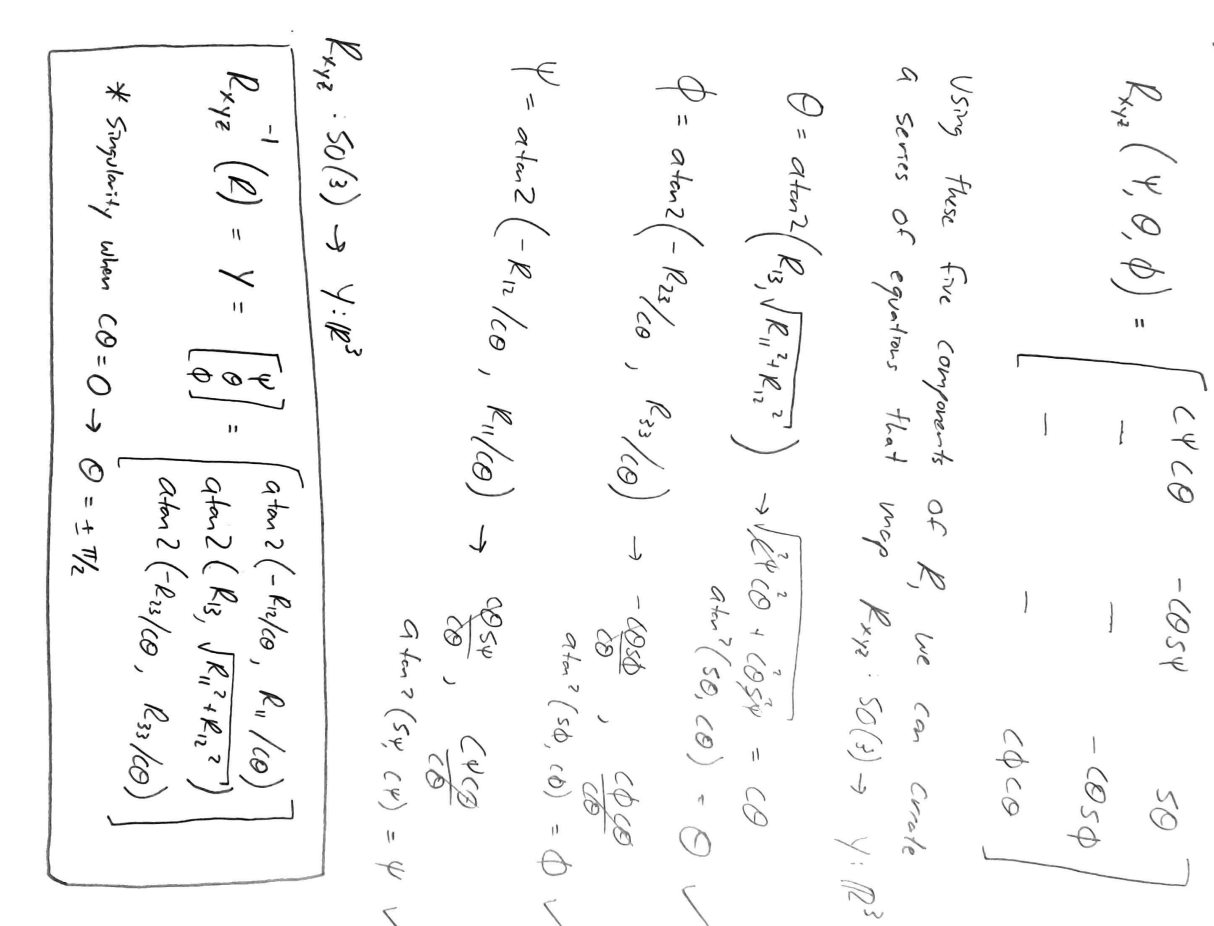 R_xyz (ψ, θ, φ) = [ cψcθ  -cθsψ  sθ
–  –  -cθsφ
–  –  cφcθ ]
Using these five components of R, we can create
a series of equations that map R_xyz : SO(3) → Y: ℝ³
θ = atan2(R₁₃, √(R₁₁² + R₁₂²)) → √(c²ψc²θ + c²θs²ψ) = cθ
atan²(sθ, cθ) = θ ✓
φ = atan2(-R₂₃/cθ, R₃₃/cθ) → -cθsφ/cθ, cφcθ/cθ
atan²(sφ, cφ) = φ ✓
ψ = atan2(-R₁₂/cθ, R₁₁/cθ) → cθsψ/cθ, cψcθ/cθ
atan2(sψ, cψ) = ψ ✓
R_xyz : SO(3) → Y: ℝ³
R_xyz⁻¹ (R) = Y = [ψ θ φ] = [ atan2(-R₁₂/cθ, R₁₁/cθ)
atan2(R₁₃, √(R₁₁² + R₁₂²))
atan2(-R₂₃/cθ, R₃₃/cθ) ]
* Singularity when cθ = 0 → θ = ± π/2